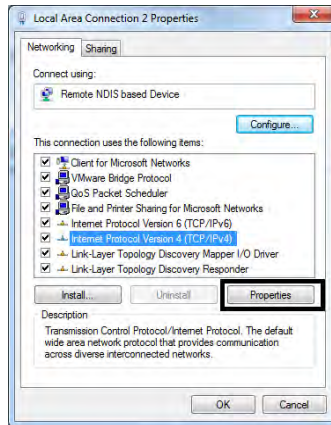 Local Area Connection 2 Properties
Networking
Sharing
Connect using:
Remote NDIS based Device
Configure...
This connection uses the following items:
Client for Microsoft Networks
VMware Bridge Protocol
QoS Packet Scheduler
File and Printer Sharing for Microsoft Networks
Internet Protocol Version 6 (TCP/IPv6)
Internet Protocol Version 4 (TCP/IPv4)
Link-Layer Topology Discovery Mapper I/O Driver
Link-Layer Topology Discovery Responder
Install...
Uninstall
Properties
Description
Transmission Control Protocol/Internet Protocol. The default
wide area network protocol that provides communication
across diverse interconnected networks.
OK
Cancel